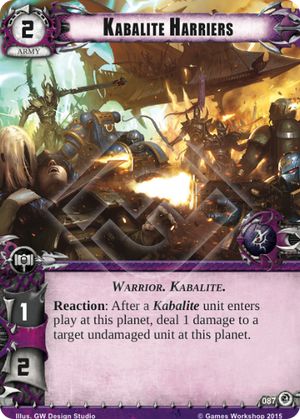 2
KABALITE HARRIERS
ARMY
WARRIOR. KABALITE.
1
Reaction: After a Kabalite unit enters
play at this planet, deal 1 damage to a
target undamaged unit at this planet.
2
087
Illus. GW Design Studio
© Games Workshop 2015